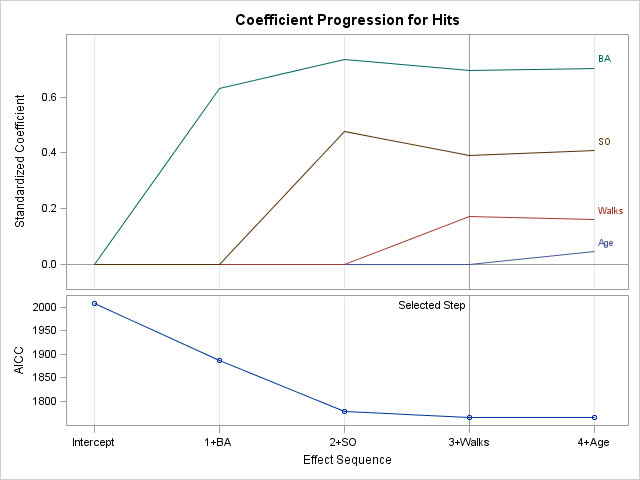 Coefficient Progression for Hits
Standardized Coefficient
0.6
0.4
0.2
0.0
BA
SO
Walks
Age
AICC
2000
1950
1900
1850
1800
Selected Step
Intercept
1+BA
2+SO
3+Walks
4+Age
Effect Sequence